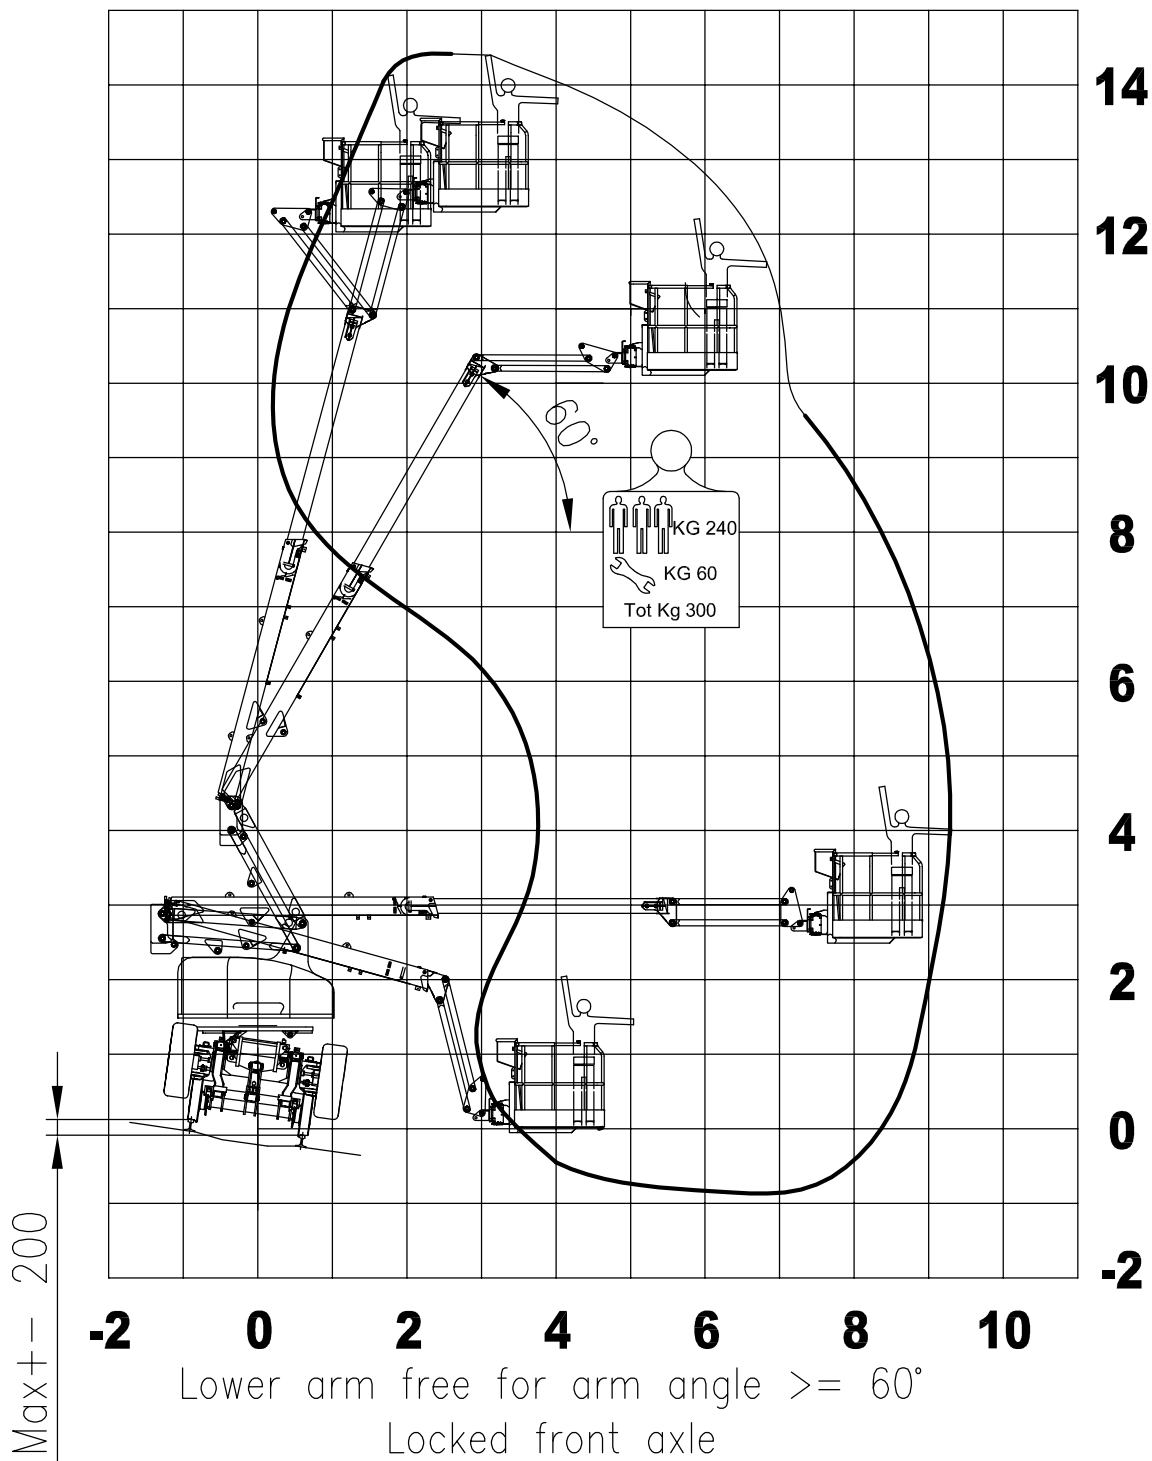 14
12
10
60°
KG 240
KG 60
Tot Kg 300
8
6
4
2
0
-2
Max+- 200
-2 0 2 4 6 8 10
Lower arm free for arm angle >= 60°
Locked front axle